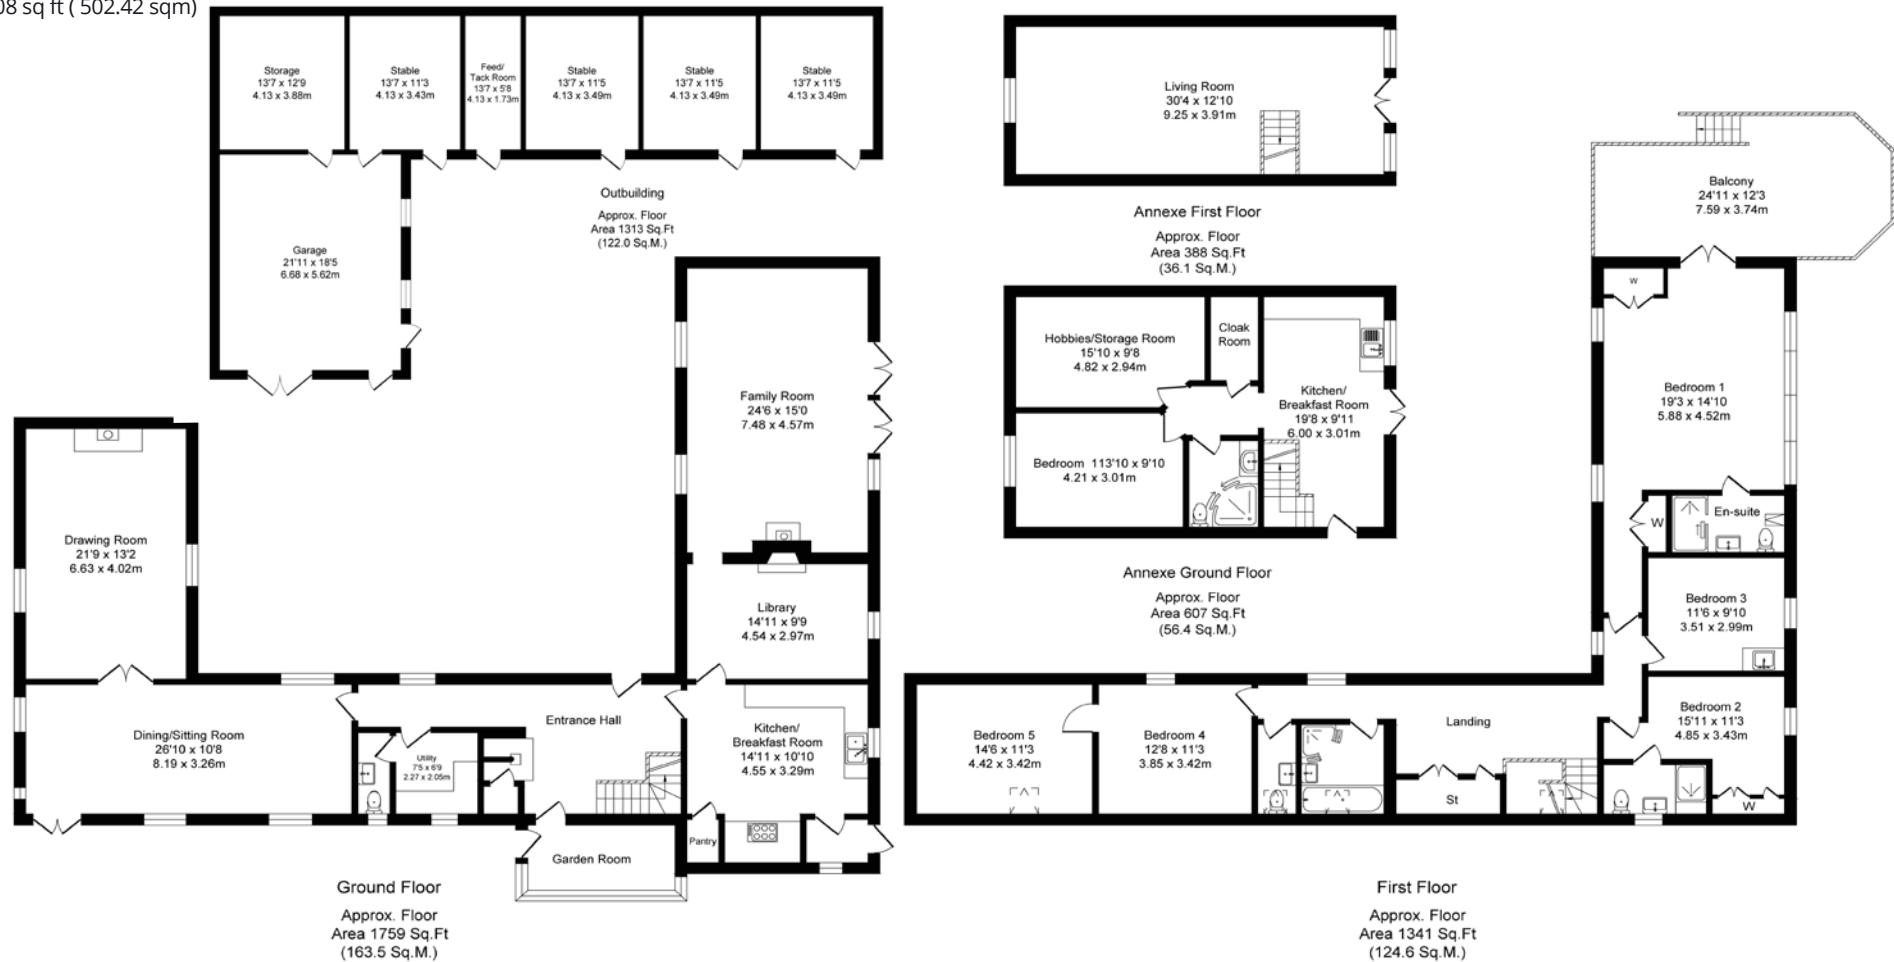 08 sq ft ( 502.42 sqm)
Storage
13'7 x 12'9
4.13 x 3.88m
Stable
13'7 x 11'3
4.13 x 3.43m
Feed/
Tack Room
13'7 x 5'8
4.13 x 1.73m
Stable
13'7 x 11'5
4.13 x 3.49m
Stable
13'7 x 11'5
4.13 x 3.49m
Stable
13'7 x 11'5
4.13 x 3.49m
Garage
21'11 x 18'5
6.68 x 5.62m
Outbuilding
Approx. Floor
Area 1313 Sq.Ft
(122.0 Sq.M.)
Living Room
30'4 x 12'10
9.25 x 3.91m
Annexe First Floor
Approx. Floor
Area 388 Sq.Ft
(36.1 Sq.M.)
Hobbies/Storage Room
15'10 x 9'8
4.82 x 2.94m
Cloak
Room
Kitchen/
Breakfast Room
19'8 x 9'11
6.00 x 3.01m
Bedroom 113'10 x 9'10
4.21 x 3.01m
Annexe Ground Floor
Approx. Floor
Area 607 Sq.Ft
(56.4 Sq.M.)
Drawing Room
21'9 x 13'2
6.63 x 4.02m
Family Room
24'6 x 15'0
7.48 x 4.57m
Library
14'11 x 9'9
4.54 x 2.97m
Dining/Sitting Room
26'10 x 10'8
8.19 x 3.26m
Utility
7'5 x 6'9
2.27 x 2.05m
Entrance Hall
Kitchen/
Breakfast Room
14'11 x 10'10
4.55 x 3.29m
Pantry
Garden Room
Ground Floor
Approx. Floor
Area 1759 Sq.Ft
(163.5 Sq.M.)
Balcony
24'11 x 12'3
7.59 x 3.74m
W
Bedroom 1
19'3 x 14'10
5.88 x 4.52m
W
En-suite
Bedroom 3
11'6 x 9'10
3.51 x 2.99m
Bedroom 2
15'11 x 11'3
4.85 x 3.43m
W
Landing
St
Bedroom 4
12'8 x 11'3
3.85 x 3.42m
Bedroom 5
14'6 x 11'3
4.42 x 3.42m
First Floor
Approx. Floor
Area 1341 Sq.Ft
(124.6 Sq.M.)